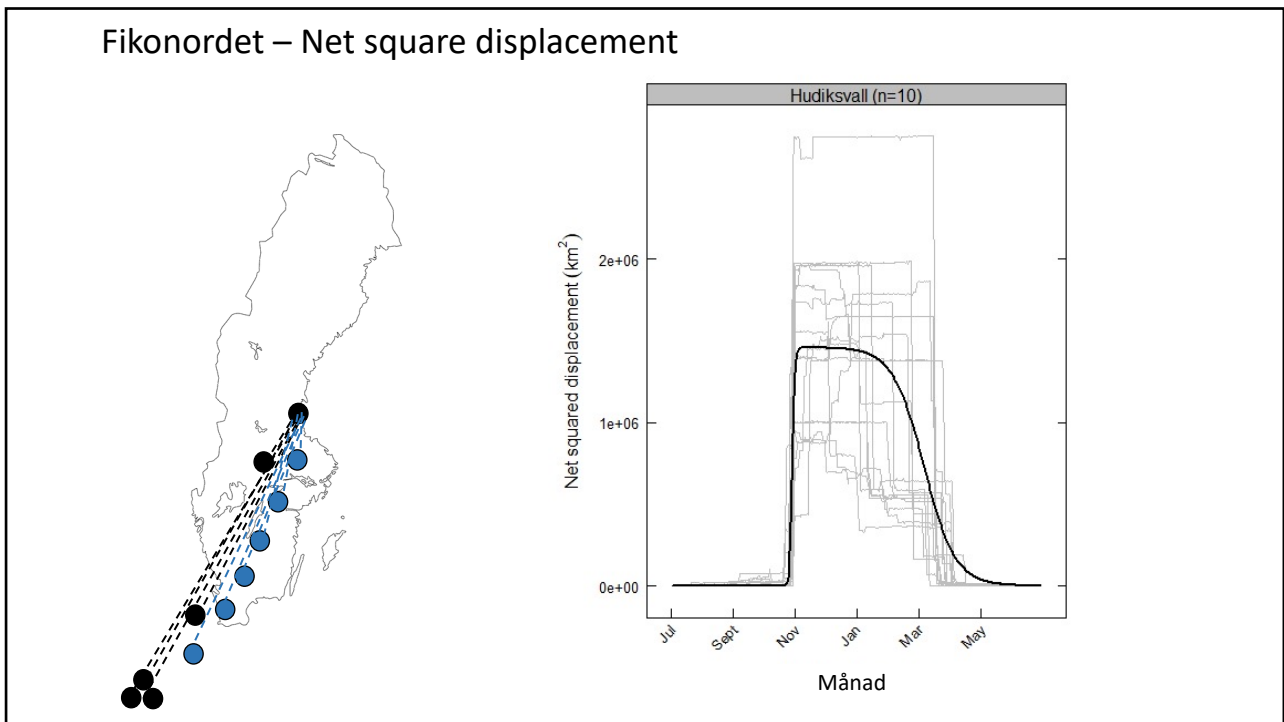 Fikonordet – Net square displacement
Hudiksvall (n=10)
Net squared displacement (km²)
2e+06
1e+06
0e+00
Jul
Sept
Nov
Jan
Mar
May
Månad